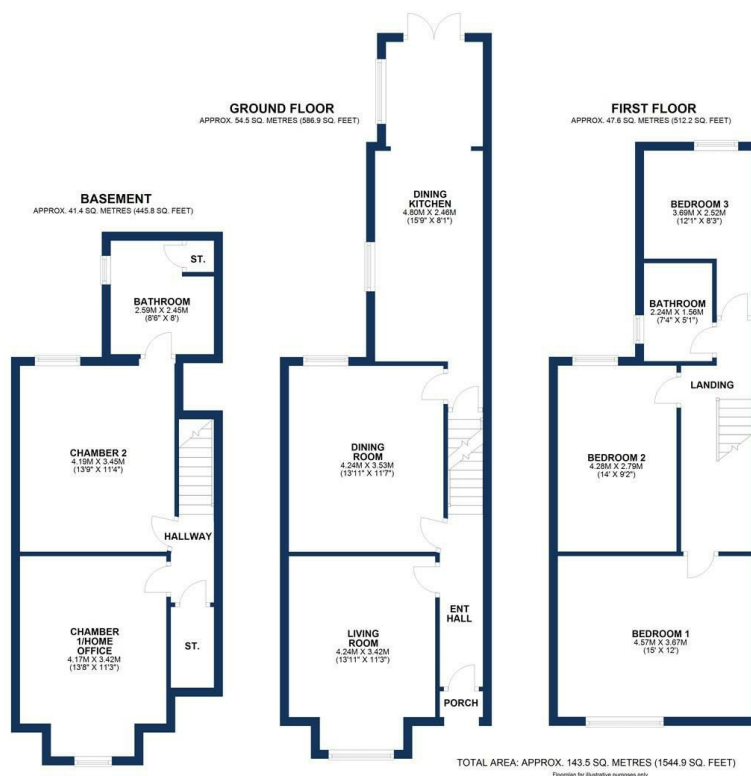 BASEMENT
APPROX. 41.4 SQ. METRES (445.8 SQ. FEET)
ST.
BATHROOM
2.59M X 2.45M
(8'6" X 8')
CHAMBER 2
4.19M X 3.45M
(13'9" X 11'4")
HALLWAY
CHAMBER
1/HOME
OFFICE
4.17M X 3.42M
(13'8" X 11'3")
ST.
GROUND FLOOR
APPROX. 54.5 SQ. METRES (586.9 SQ. FEET)
DINING
KITCHEN
4.80M X 2.46M
(15'9" X 8'1")
DINING
ROOM
4.24M X 3.53M
(13'11" X 11'7")
ENT
HALL
LIVING
ROOM
4.24M X 3.42M
(13'11" X 11'3")
PORCH
FIRST FLOOR
APPROX. 47.6 SQ. METRES (512.2 SQ. FEET)
BEDROOM 3
3.69M X 2.52M
(12'1" X 8'3")
BATHROOM
2.24M X 1.56M
(7'4" X 5'1")
LANDING
BEDROOM 2
4.28M X 2.79M
(14' X 9'2")
BEDROOM 1
4.57M X 3.67M
(15' X 12')
TOTAL AREA: APPROX. 143.5 SQ. METRES (1544.9 SQ. FEET)
Floorplan for illustrative purposes only